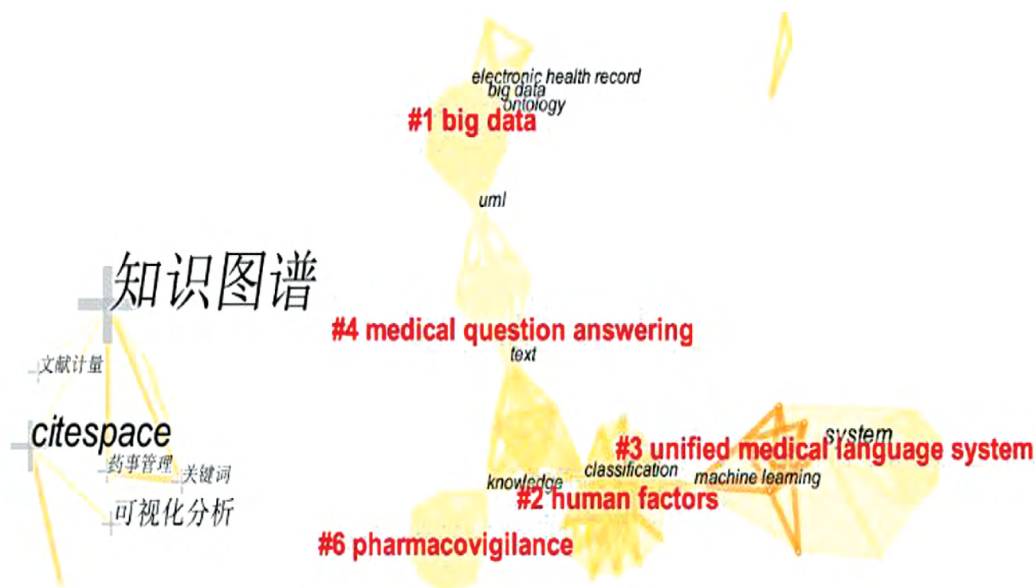 electronic health record
big data
ontology
#1 big data
uml
知识图谱
#4 medical question answering
text
文献计量
citespace
system
#3 unified medical language system
药事管理
关键词
classification
knowledge
machine learning
#2 human factors
可视化分析
#6 pharmacovigilance